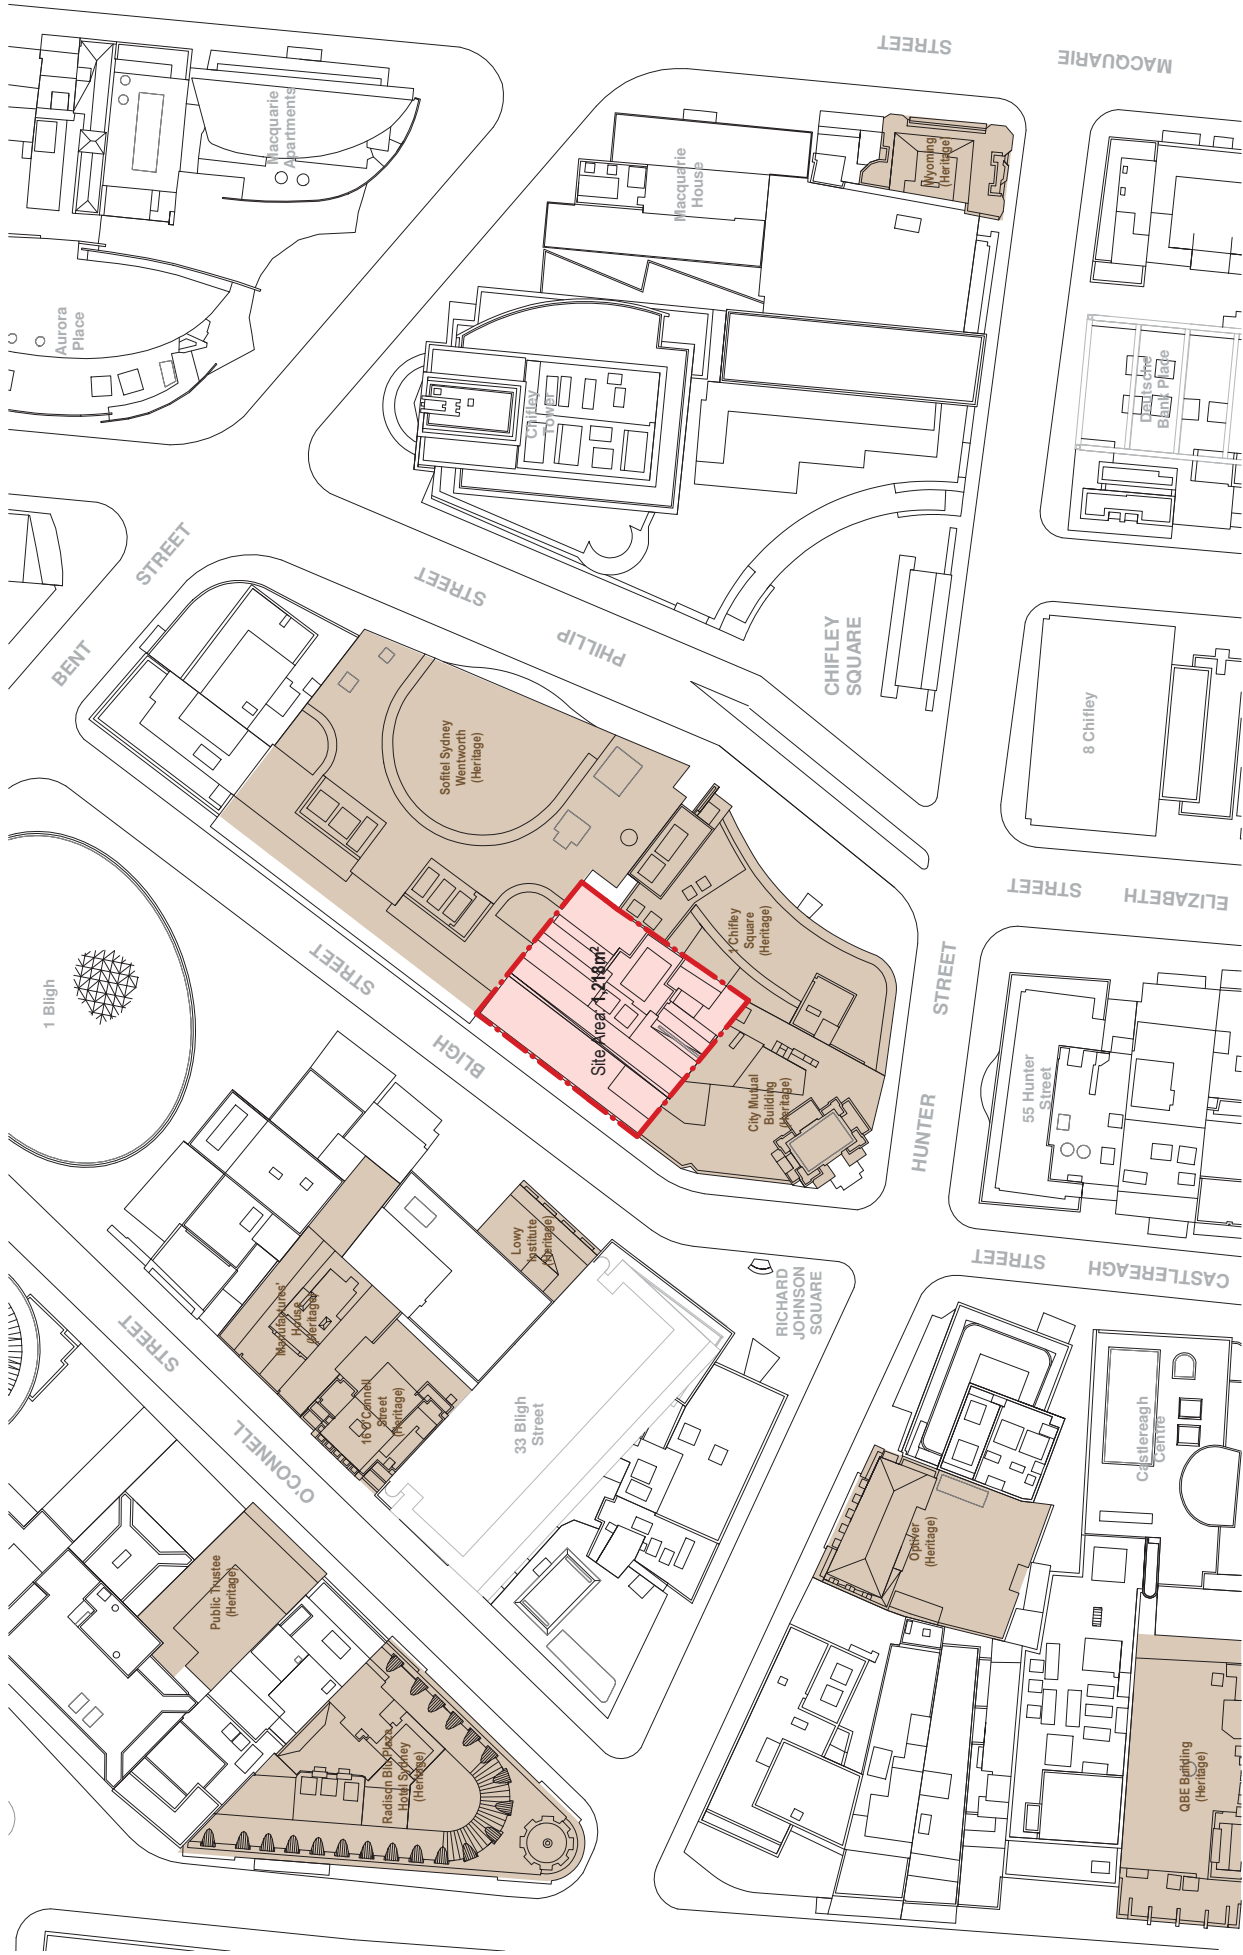 MACQUARIE
STREET
Macquarie
Apartments
Macquarie
House
Wyoming
(Heritage)
Aurora
Place
Chifley
Tower
Deutsche
Bank Place
BENT
STREET
PHILLIP
STREET
CHIFLEY
SQUARE
8 Chifley
Sofitel Sydney
Wentworth
(Heritage)
ELIZABETH
STREET
1 Bligh
BLIGH
STREET
Site Area: 1,218m²
1 Chifley
Square
(Heritage)
City Mutual
Building
(Heritage)
HUNTER
STREET
55 Hunter
Street
Lowy
Institute
(Heritage)
RICHARD
JOHNSON
SQUARE
CASTLEREAGH
STREET
Manufactures'
House
(Heritage)
16 O'Connell
Street
(Heritage)
O'CONNELL
STREET
33 Bligh
Street
Castlereagh
Centre
Optiver
(Heritage)
Public Trustee
(Heritage)
Radison Blu Plaza
Hotel Sydney
(Heritage)
QBE Building
(Heritage)